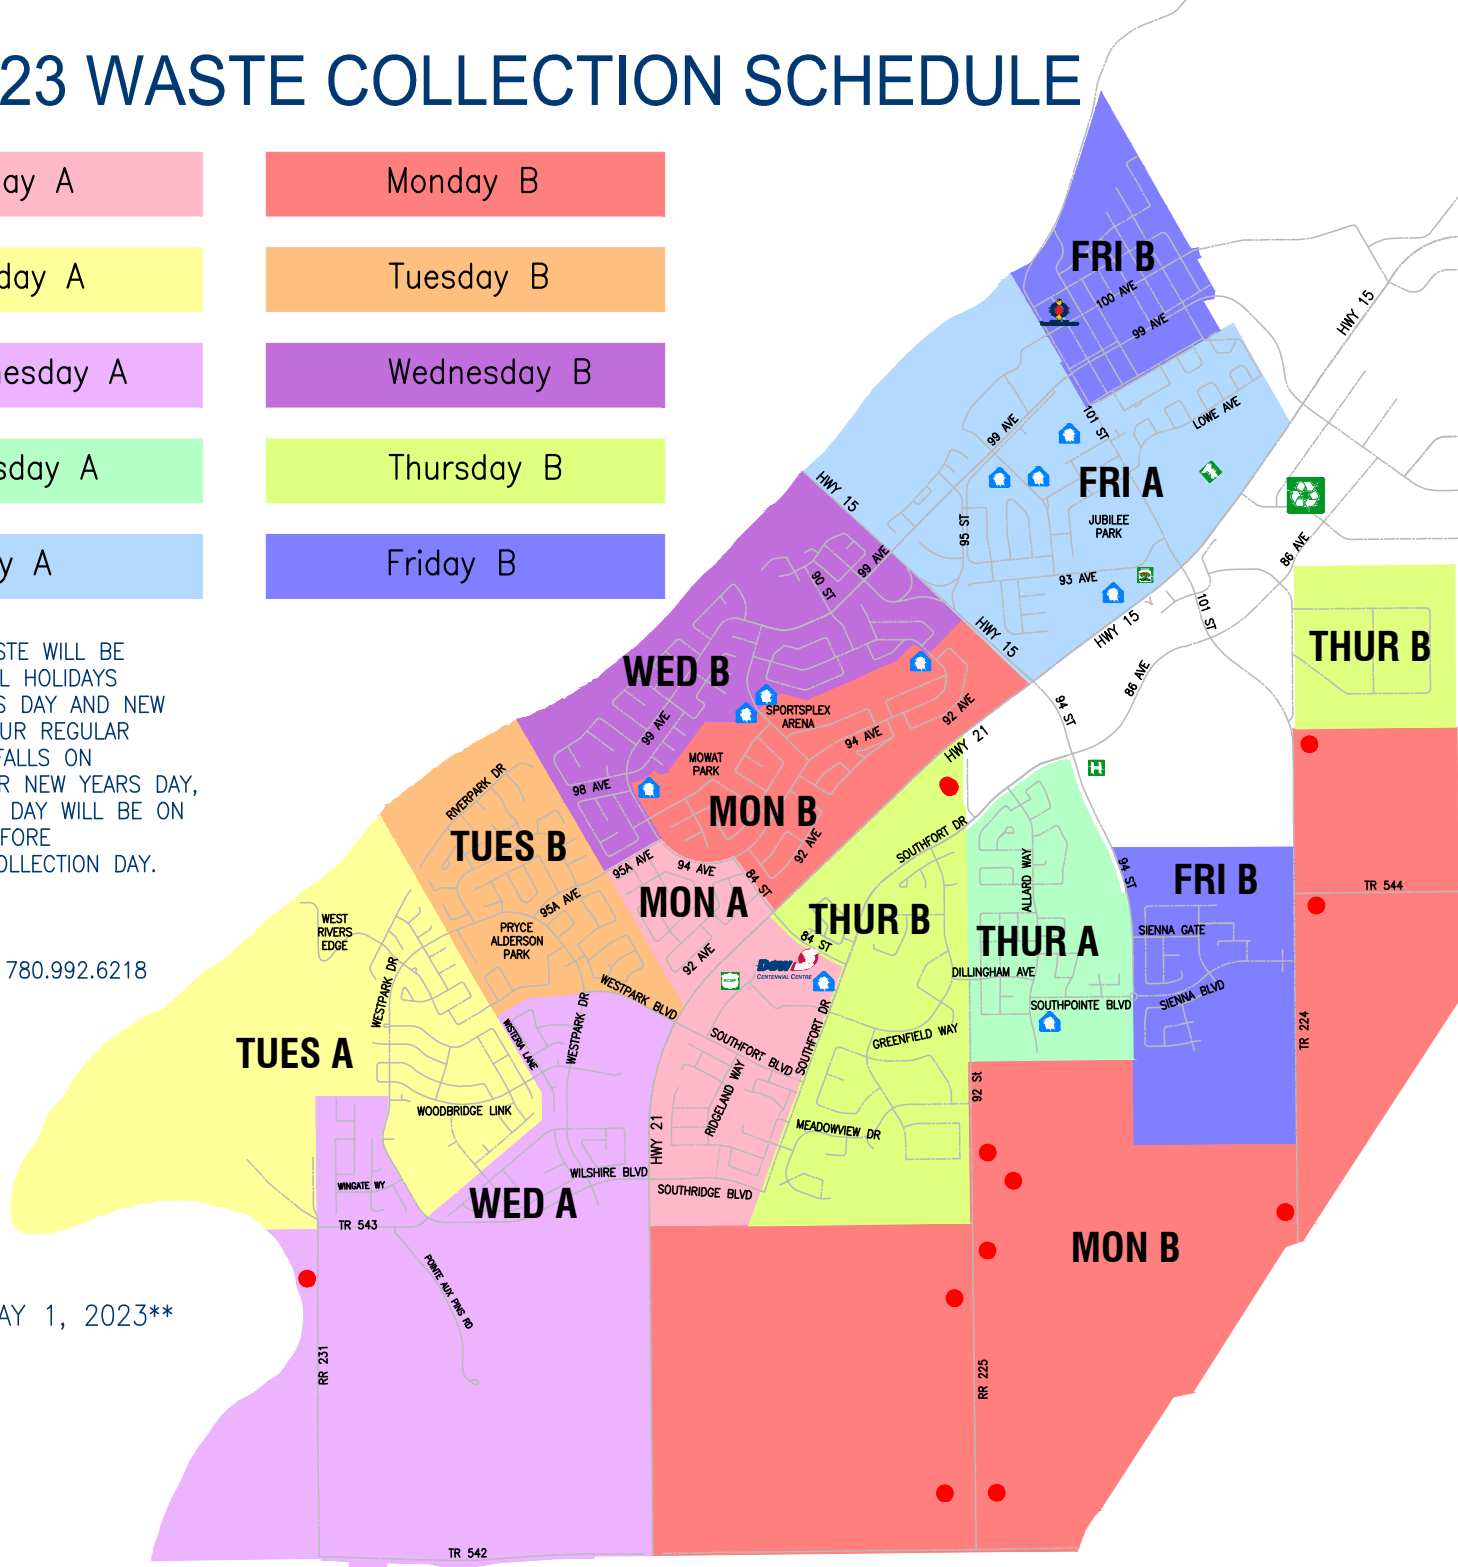 23 WASTE COLLECTION SCHEDULE
ay A
Monday B
day A
Tuesday B
esday A
Wednesday B
sday A
Thursday B
y A
Friday B
STE WILL BE
L HOLIDAYS
S DAY AND NEW
UR REGULAR
FALLS ON
R NEW YEARS DAY,
DAY WILL BE ON
FORE
OLLECTION DAY.
780.992.6218
AY 1, 2023**
FRI B
100 AVE
99 AVE
HWY 15
101 ST
LOWE AVE
99 AVE
FRI A
HWY 15
JUBILEE
PARK
95 ST
99 AVE
93 AVE
86 AVE
90 ST
101 ST
HWY 15
HWY 15
THUR B
WED B
86 AVE
SPORTSPLEX
ARENA
92 AVE
94 ST
99 AVE
94 AVE
HWY 21
MOWAT
PARK
H
RIVERPARK DR
98 AVE
MON B
TUES B
92 AVE
SOUTHFORT DR
95A AVE
94 AVE
84 ST
ALLARD WAY
94 ST
FRI B
TR 544
95A AVE
MON A
THUR B
WEST
RIVERS
EDGE
PRYCE
ALDERSON
PARK
84 ST
THUR A
SIENNA GATE
92 AVE
DOW
CENTENNIAL CENTRE
DILLINGHAM AVE
WESTPARK DR
WESTPARK BLVD
SOUTHPOINTE BLVD
SIENNA BLVD
TUES A
WISTERIA LANE
WESTPARK DR
SOUTHFORT BLVD
SOUTHFORT DR
GREENFIELD WAY
TR 224
WOODBRIDGE LINK
RIDGELAND WAY
92 St
HWY 21
MEADOWVIEW DR
WINGATE WY
WILSHIRE BLVD
WED A
SOUTHRIDGE BLVD
TR 543
MON B
POINTE AUX PINS RD
RR 231
RR 225
TR 542